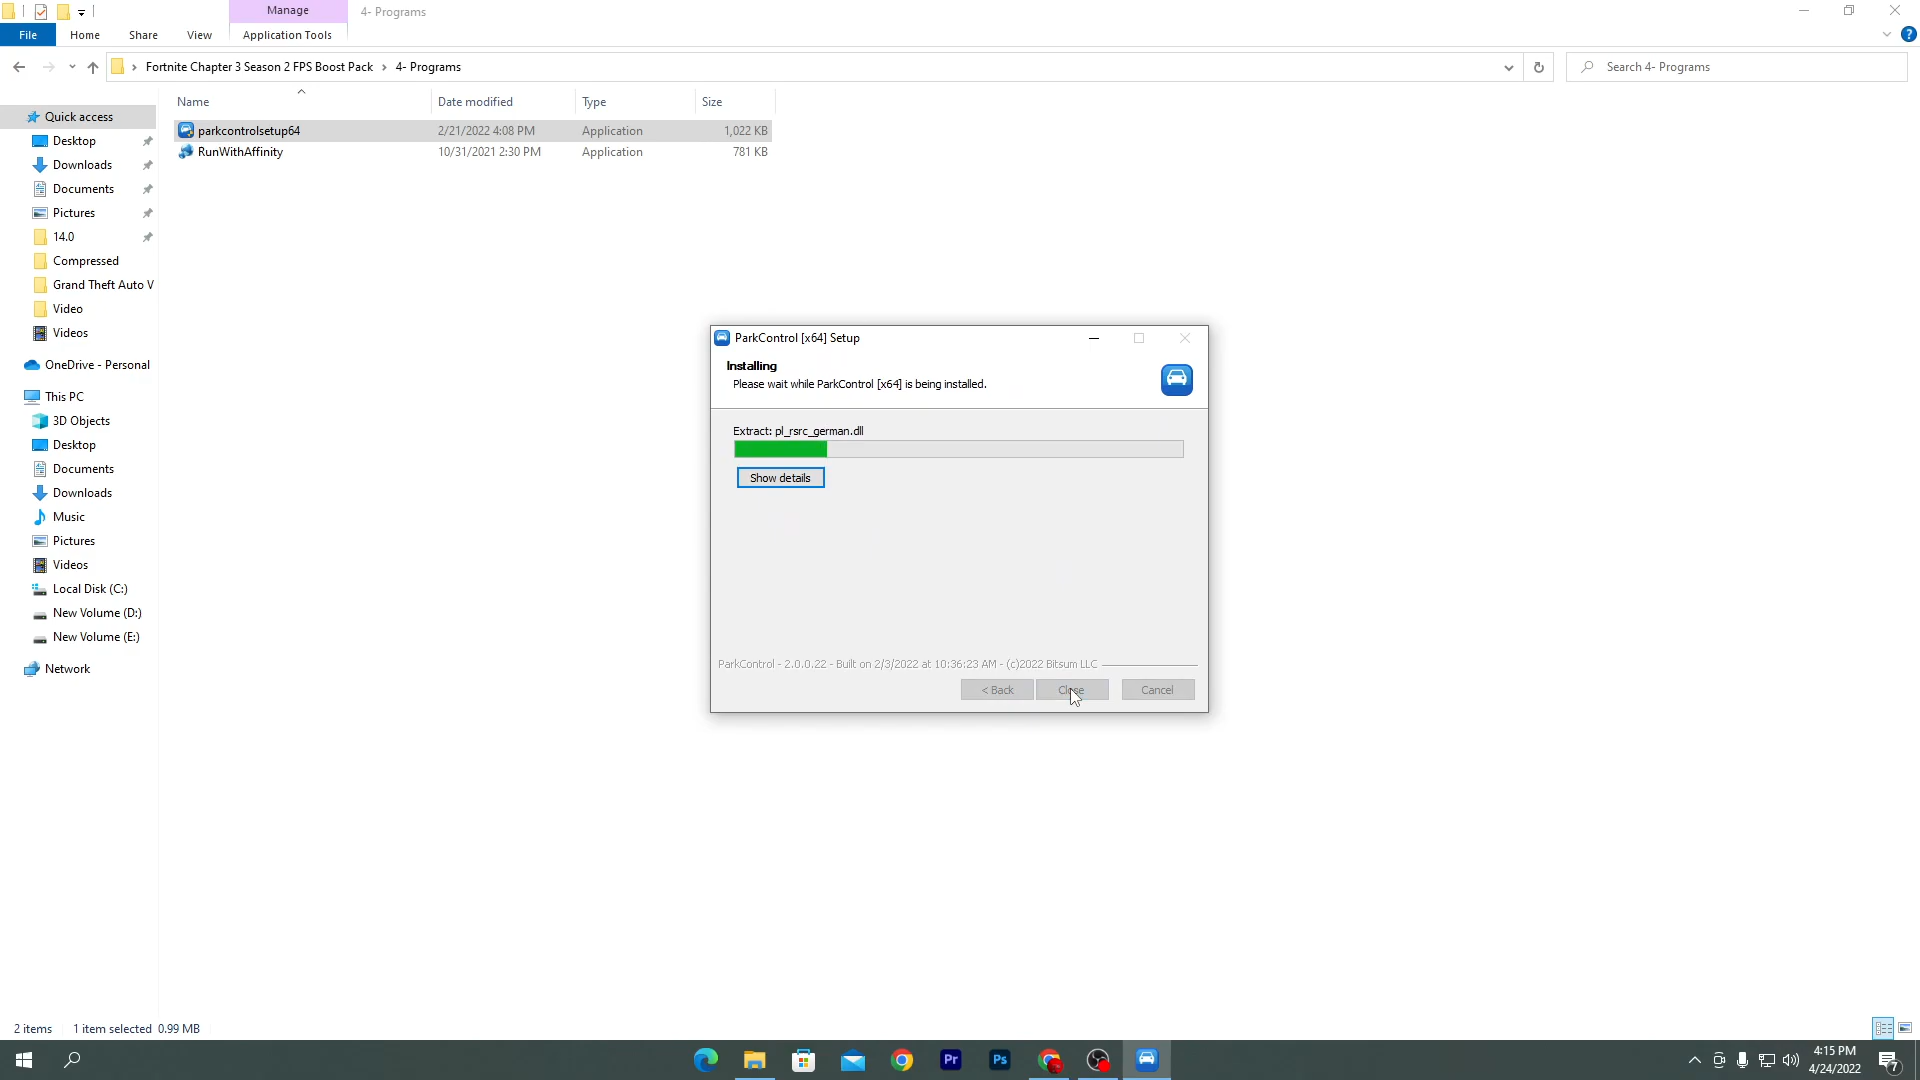 Manage
4- Programs
File
Home
Share
View
Application Tools
Fortnite Chapter 3 Season 2 FPS Boost Pack
4- Programs
Search 4- Programs
Name
Date modified
Type
Size
parkcontrolsetup64
2/21/2022 4:08 PM
Application
1,022 KB
RunWithAffinity
10/31/2021 2:30 PM
Application
781 KB
Quick access
Desktop
Downloads
Documents
Pictures
14.0
Compressed
Grand Theft Auto V
Video
Videos
OneDrive - Personal
This PC
3D Objects
Desktop
Documents
Downloads
Music
Pictures
Videos
Local Disk (C:)
New Volume (D:)
New Volume (E:)
Network
ParkControl [x64] Setup
Installing
Please wait while ParkControl [x64] is being installed.
Extract: pl_rsrc_german.dll
Show details
ParkControl - 2.0.0.22 - Built on 2/3/2022 at 10:36:23 AM - (c)2022 Bitsum LLC
< Back
Close
Cancel
2 items
1 item selected 0.99 MB
Pr
Ps
4:15 PM
4/24/2022
7